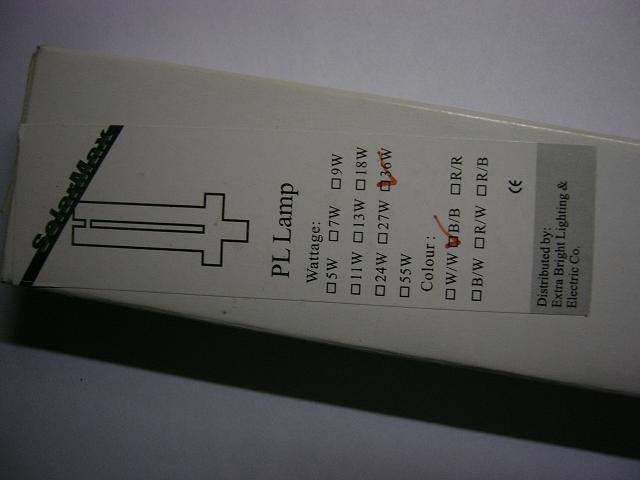 SolarMax
PL Lamp
Wattage:
□5W □7W □9W
□11W □13W □18W
□24W □27W □36W
□55W
Colour:
□W/W □B/B □R/R
□B/W □R/W □R/B
CE
Distributed by:
Extra Bright Lighting &
Electric Co.